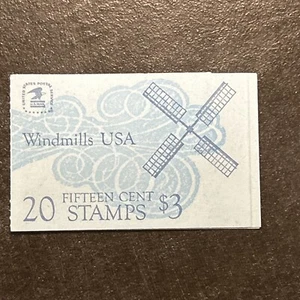 Windmills USA
20 FIFTEEN CENT STAMPS $3